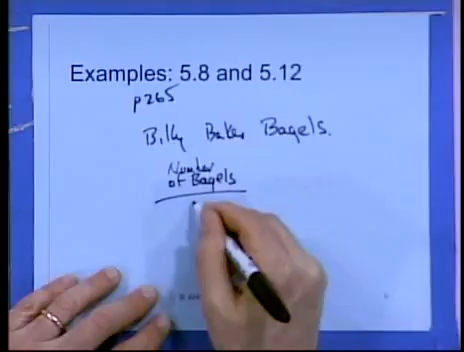 Examples: 5.8 and 5.12
p265
Billy Baker Bagels.
Number
of Bagels